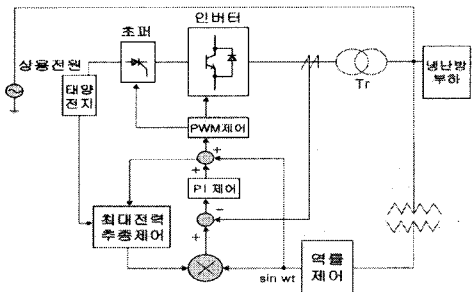 인버터
초퍼
상용전원
태양
전지
Tr
냉난방
부하
PWM제어
+
+
PI 제어
−
+
최대전력
추종제어
sin wt
역률
제어